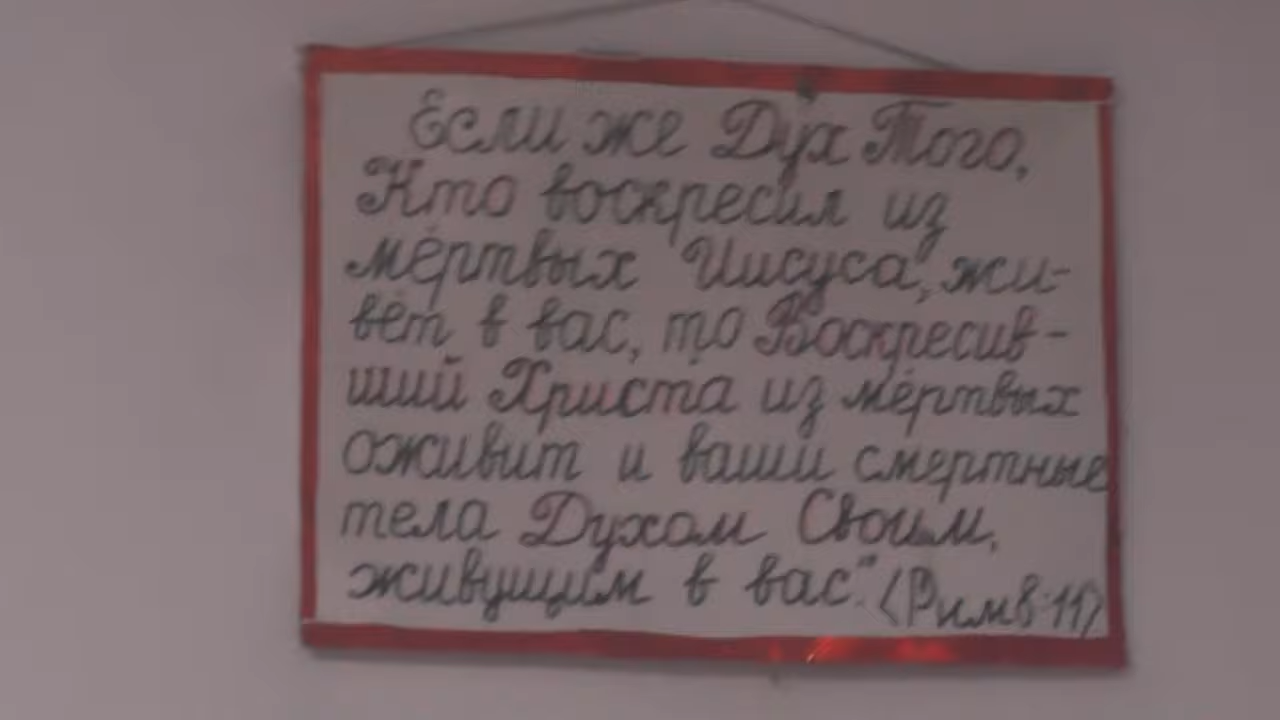 Если же Дух Того,
Кто воскресил из
мёртвых Иисуса, жи-
вёт в вас, то Воскресив-
ший Христа из мёртвых
оживит и ваши смертные
тела Духом Своим,
живущим в вас." (Рим 8:11)